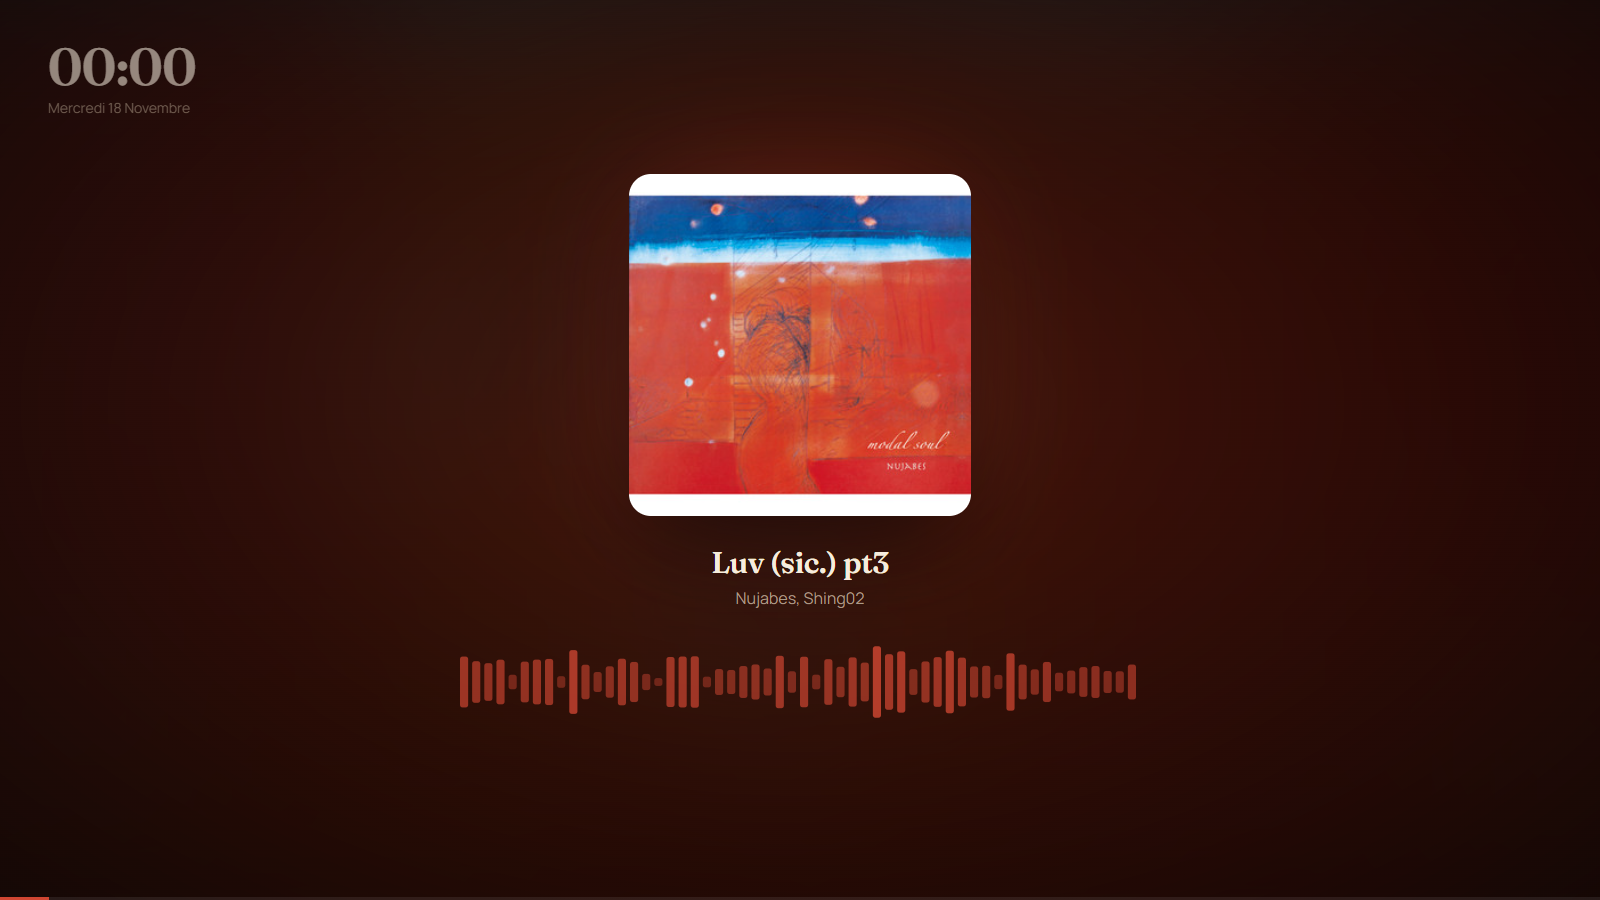 00:00
Mercredi 18 Novembre
modal soul
NUJABES
Luv (sic.) pt3
Nujabes, Shing02